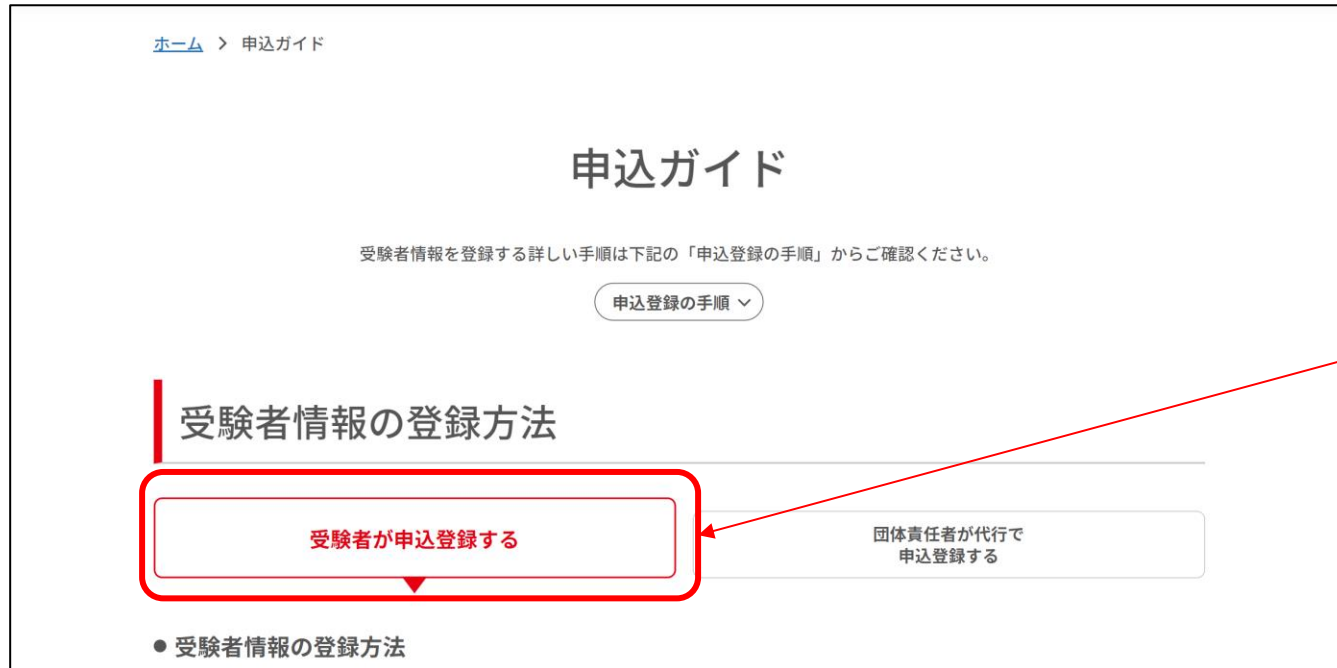 ホーム > 申込ガイド
申込ガイド
受験者情報を登録する詳しい手順は下記の「申込登録の手順」からご確認ください。
申込登録の手順
受験者情報の登録方法
受験者が申込登録する
団体責任者が代行で
申込登録する
● 受験者情報の登録方法